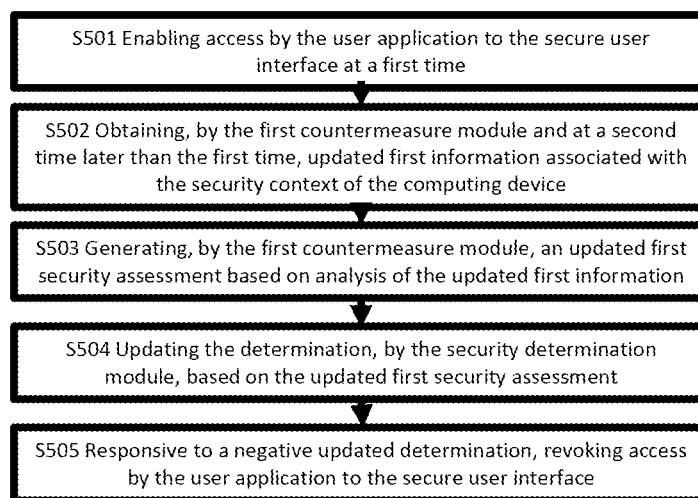 S501 Enabling access by the user application to the secure user
interface at a first time
S502 Obtaining, by the first countermeasure module and at a second
time later than the first time, updated first information associated with
the security context of the computing device
S503 Generating, by the first countermeasure module, an updated first
security assessment based on analysis of the updated first information
S504 Updating the determination, by the security determination
module, based on the updated first security assessment
S505 Responsive to a negative updated determination, revoking access
by the user application to the secure user interface